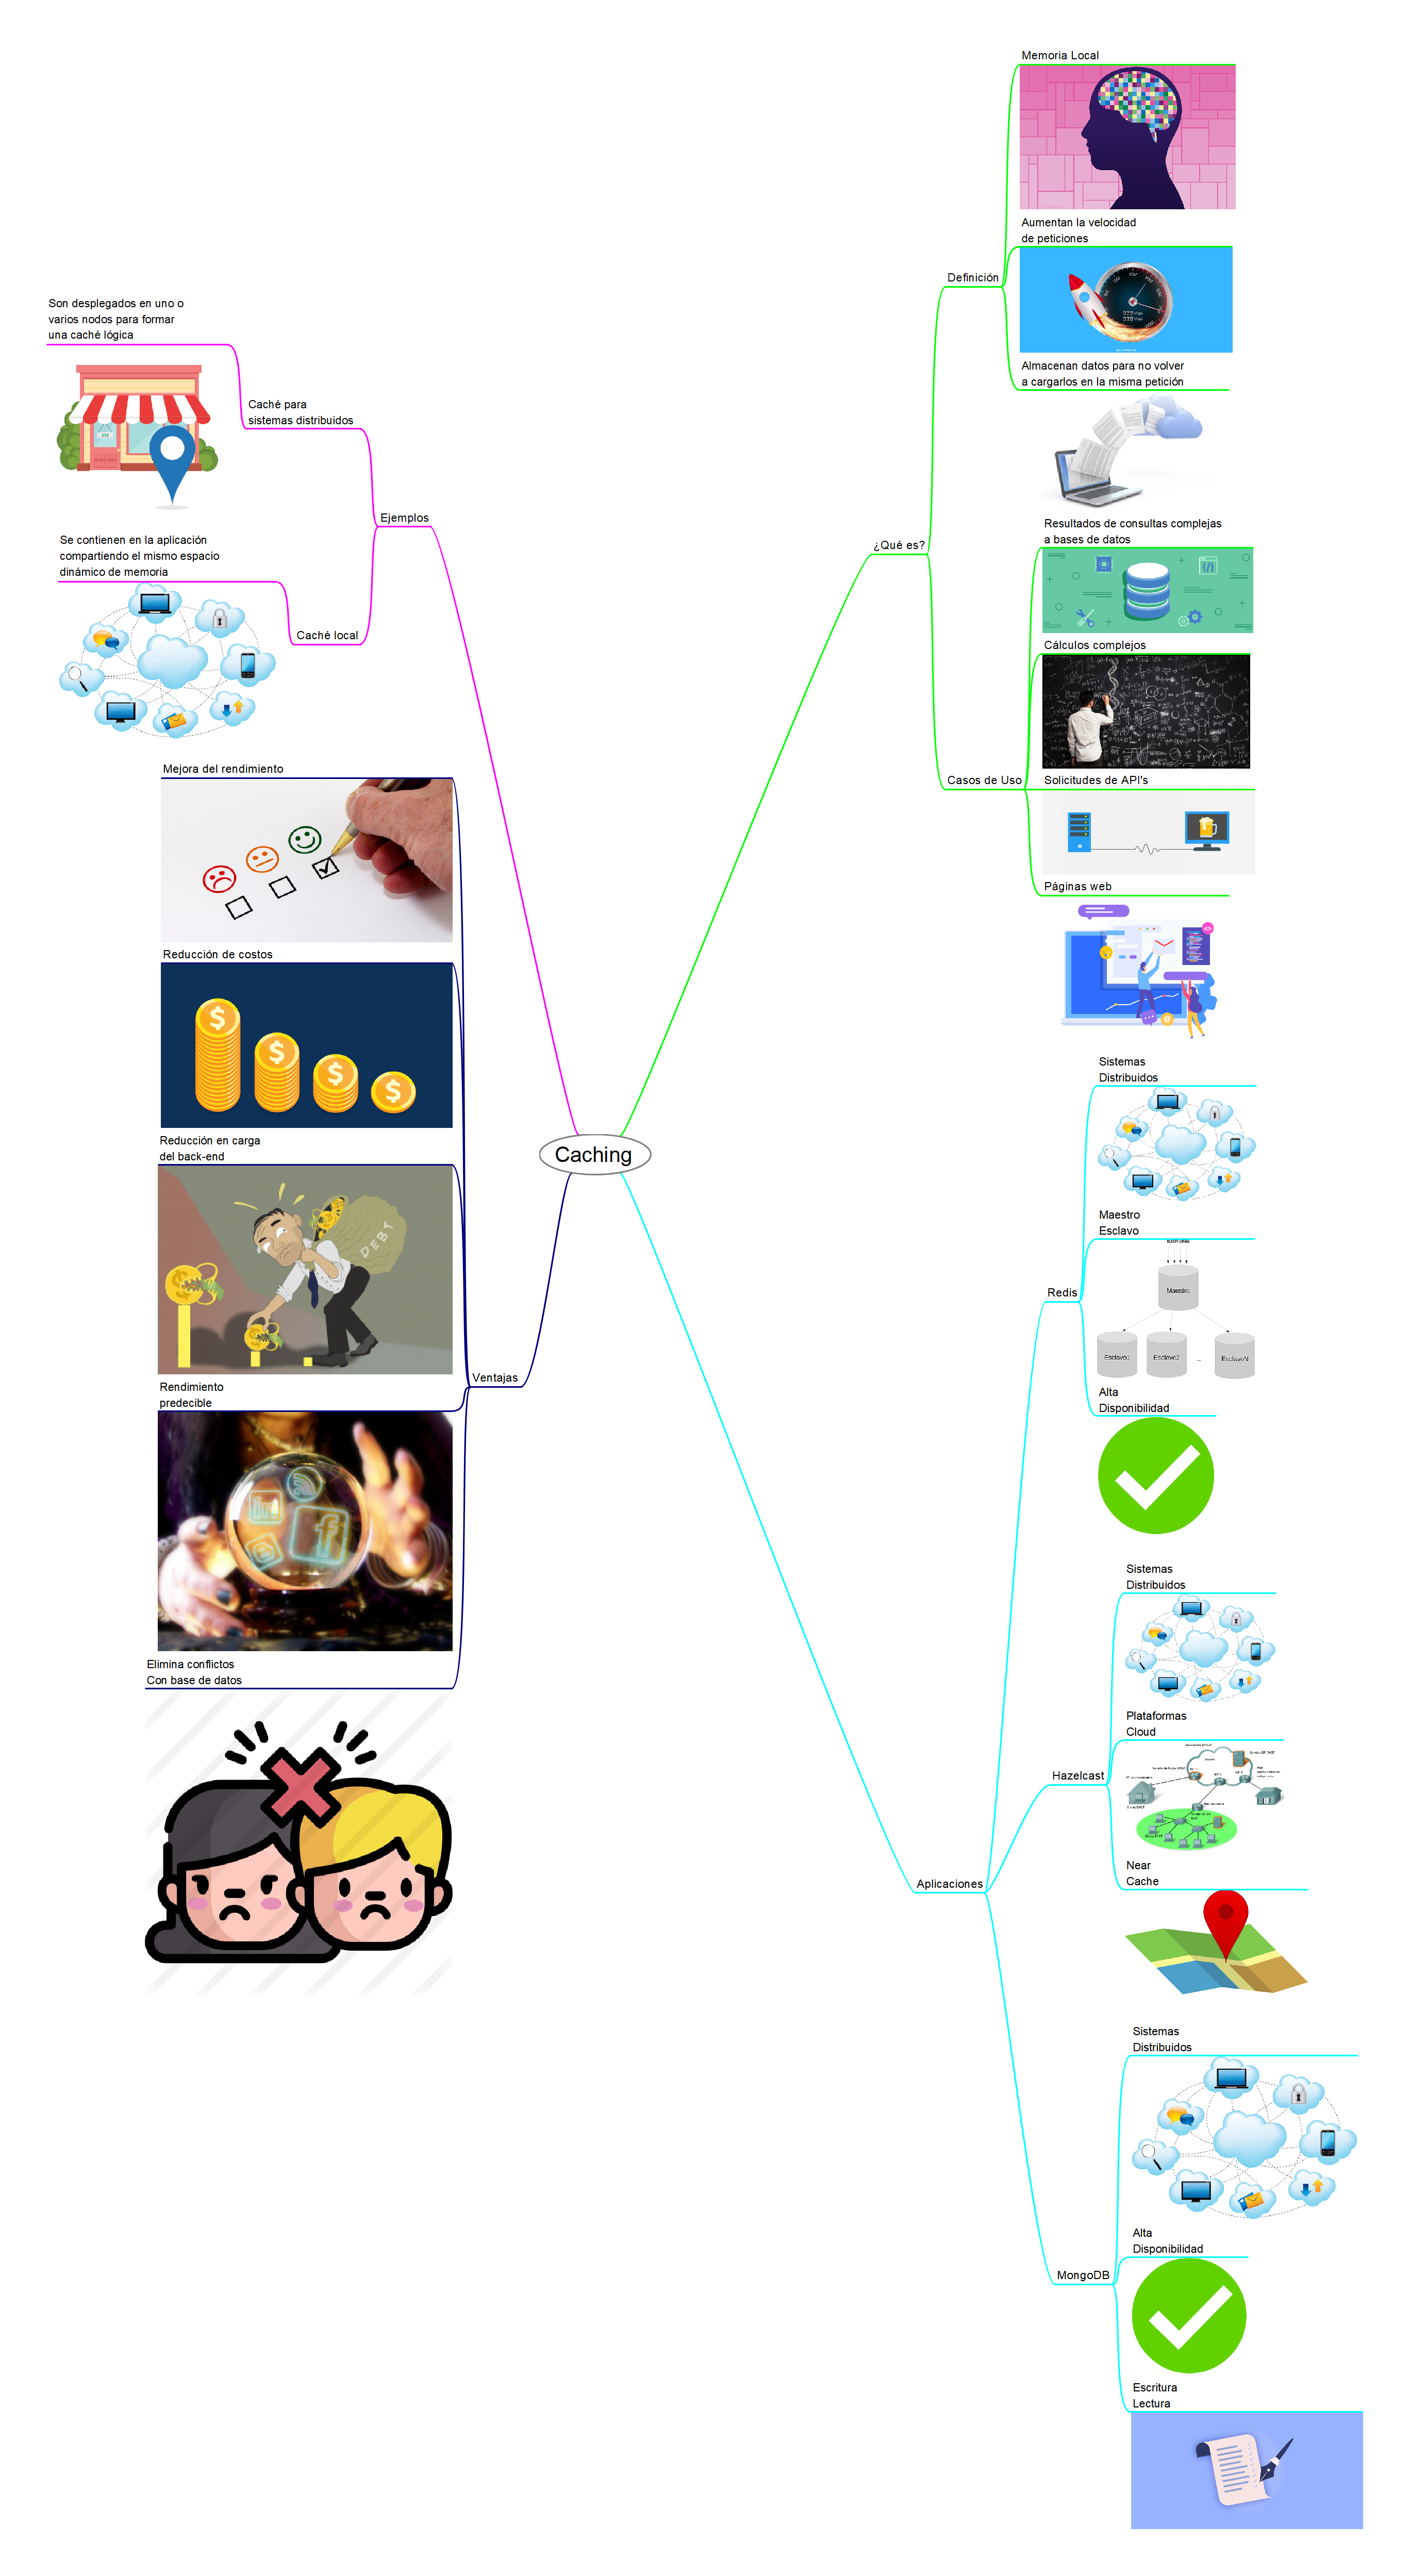 Caching
¿Qué es?
Definición
Memoria Local
Aumentan la velocidad
de peticiones
Almacenan datos para no volver
a cargarlos en la misma petición
Casos de Uso
Resultados de consultas complejas
a bases de datos
Cálculos complejos
Solicitudes de API's
Páginas web
Aplicaciones
Redis
Sistemas
Distribuidos
Maestro
Esclavo
Maestro
Esclavo1
Esclavo2
...
EsclavoN
Alta
Disponibilidad
Hazelcast
Sistemas
Distribuidos
Plataformas
Cloud
Near
Cache
MongoDB
Sistemas
Distribuidos
Alta
Disponibilidad
Escritura
Lectura
Ejemplos
Caché para
sistemas distribuidos
Son desplegados en uno o
varios nodos para formar
una caché lógica
Caché local
Se contienen en la aplicación
compartiendo el mismo espacio
dinámico de memoria
Ventajas
Mejora del rendimiento
Reducción de costos
Reducción en carga
del back-end
DEBT
Rendimiento
predecible
Elimina conflictos
Con base de datos